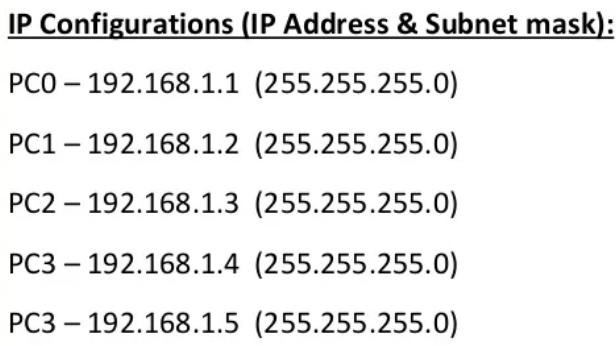 IP Configurations (IP Address & Subnet mask):
PC0 – 192.168.1.1 (255.255.255.0)
PC1 – 192.168.1.2 (255.255.255.0)
PC2 – 192.168.1.3 (255.255.255.0)
PC3 – 192.168.1.4 (255.255.255.0)
PC3 – 192.168.1.5 (255.255.255.0)